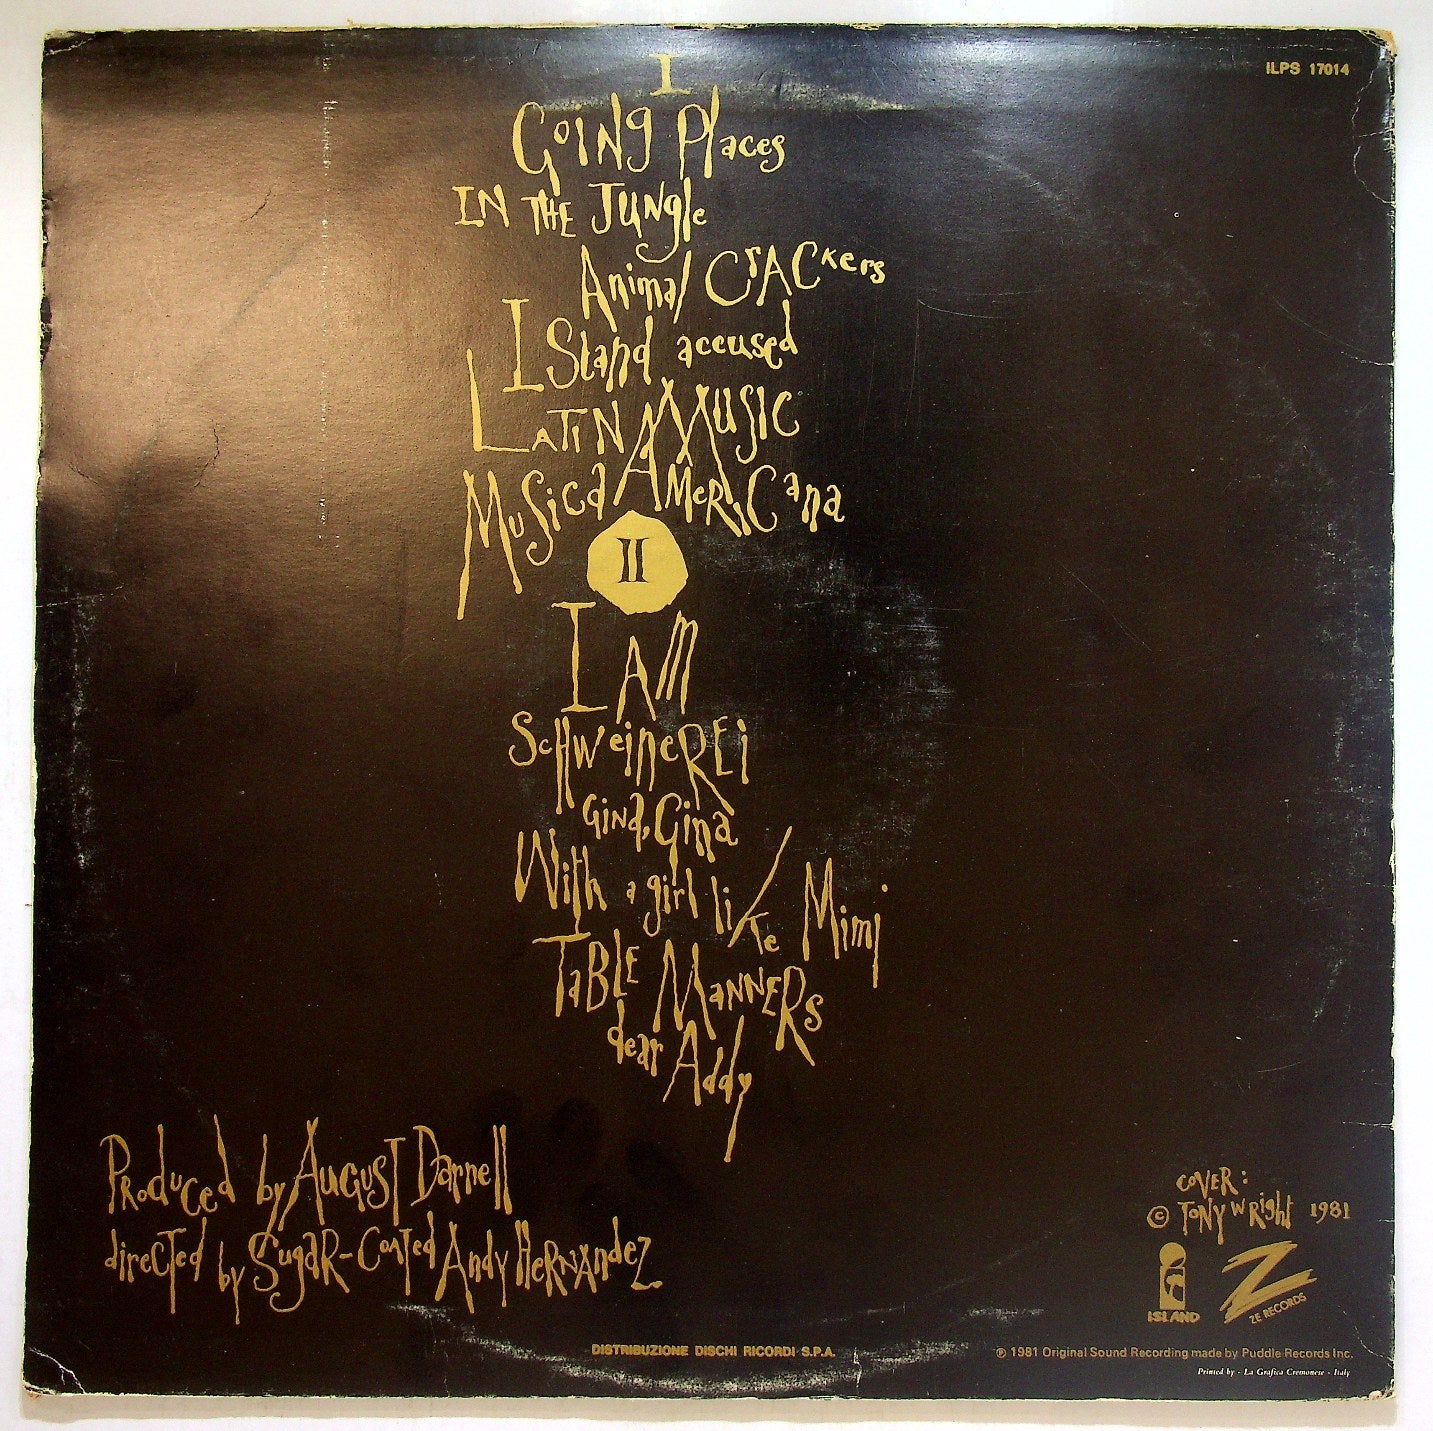 ILPS 17014
I
Going Places
IN THE Jungle
Animal CrACkers
ISland accused
LATIN Music
Musica AmeRiCana
II
I AM
ScHWeineREi
Gina, Gina
With a girl like Mimi
TaBLE MaNNERs
dear Addy
PRoduCed by AuGUST Darnell
direCTed by SugaR-CoATed Andy HeRNANdeZ
COVER:
© TONY WRight 1981
ISLAND
Z
ZE RECORDS
DISTRIBUZIONE DISCHI RICORDI S.P.A.
℗ 1981 Original Sound Recording made by Puddle Records Inc.
Printed by - La Grafica Cremonese - Italy